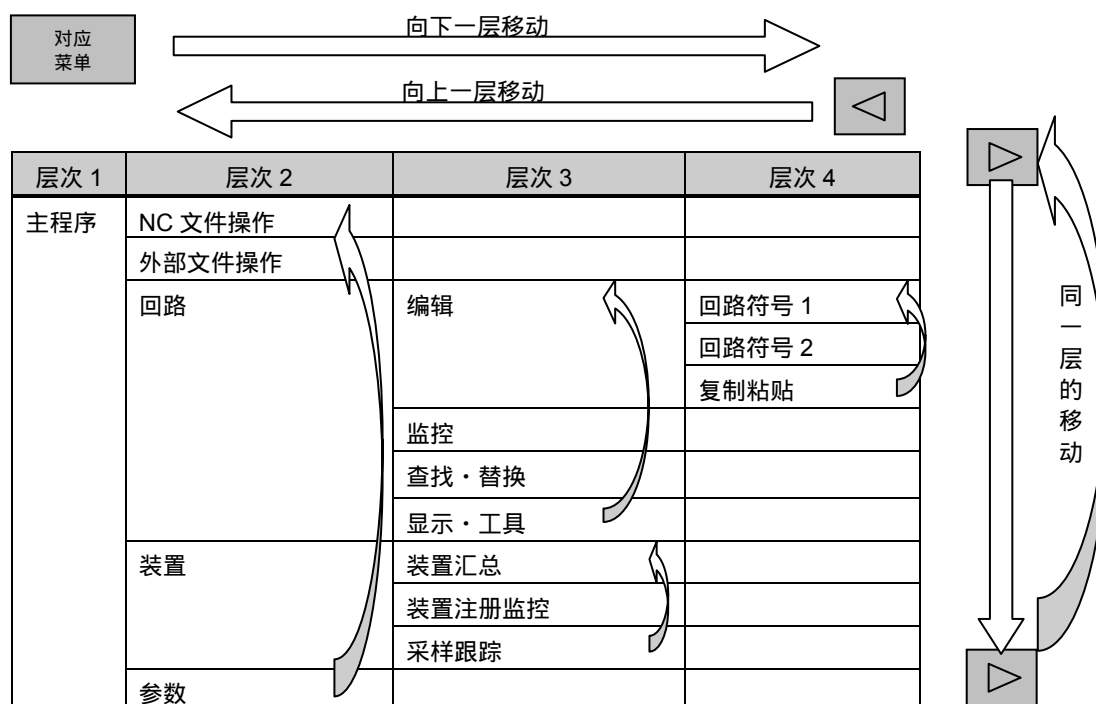 对应
菜单
向下一层移动
向上一层移动
层次 1 层次 2 层次 3 层次 4
主程序 NC 文件操作
外部文件操作
回路 编辑 回路符号 1
回路符号 2
复制粘贴
监控
查找・替换
显示・工具
装置 装置汇总
装置注册监控
采样跟踪
参数
同一层的移动